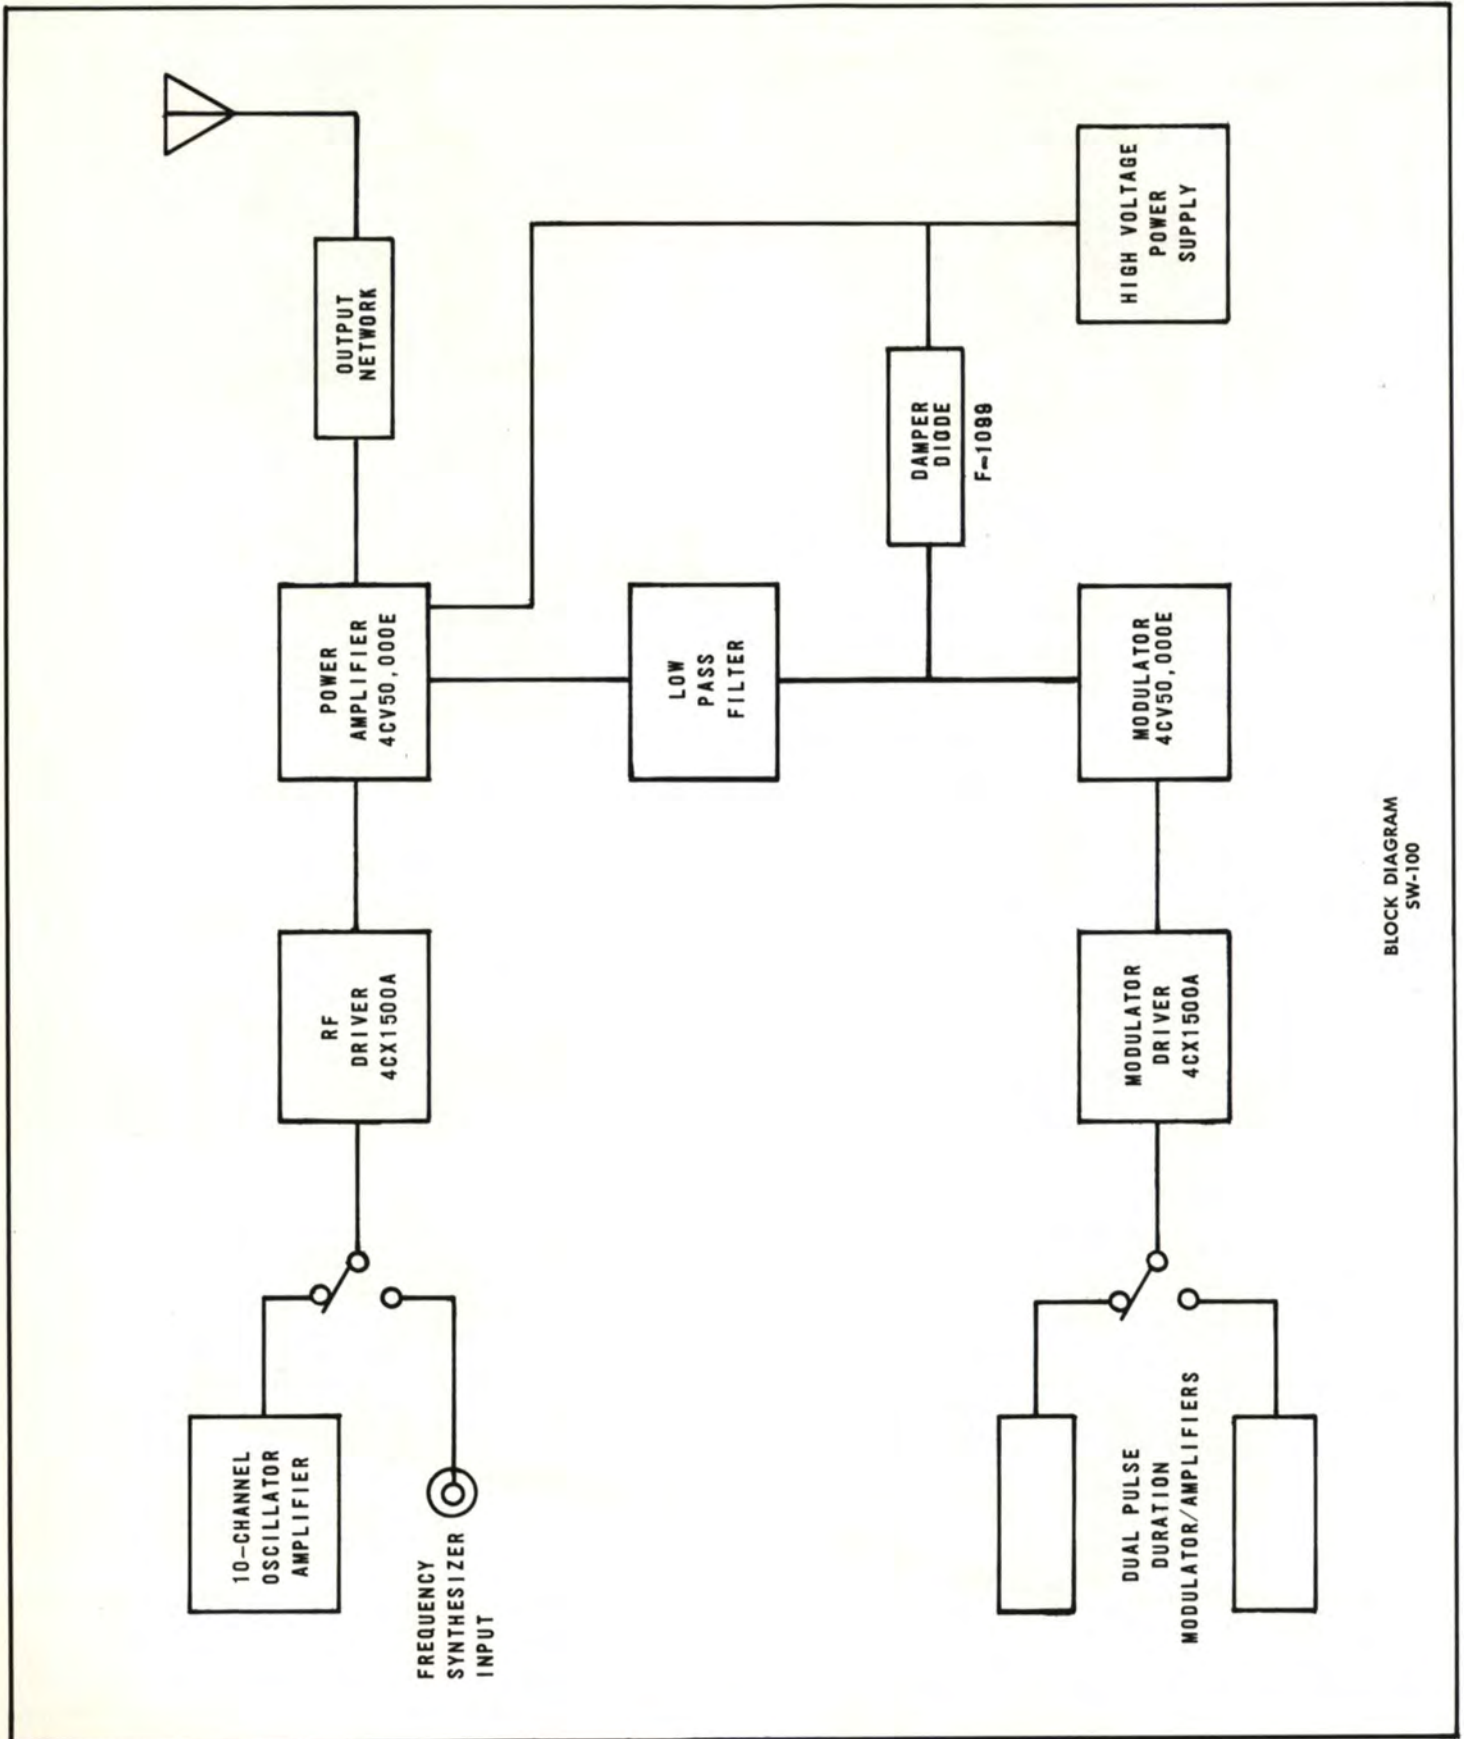 10-CHANNEL
OSCILLATOR
AMPLIFIER
FREQUENCY
SYNTHESIZER
INPUT
RF
DRIVER
4CX1500A
POWER
AMPLIFIER
4CV50,000E
OUTPUT
NETWORK
LOW
PASS
FILTER
DAMPER
DIODE
F-1099
HIGH VOLTAGE
POWER
SUPPLY
DUAL PULSE
DURATION
MODULATOR/AMPLIFIERS
MODULATOR
DRIVER
4CX1500A
MODULATOR
4CV50,000E
BLOCK DIAGRAM
SW-100